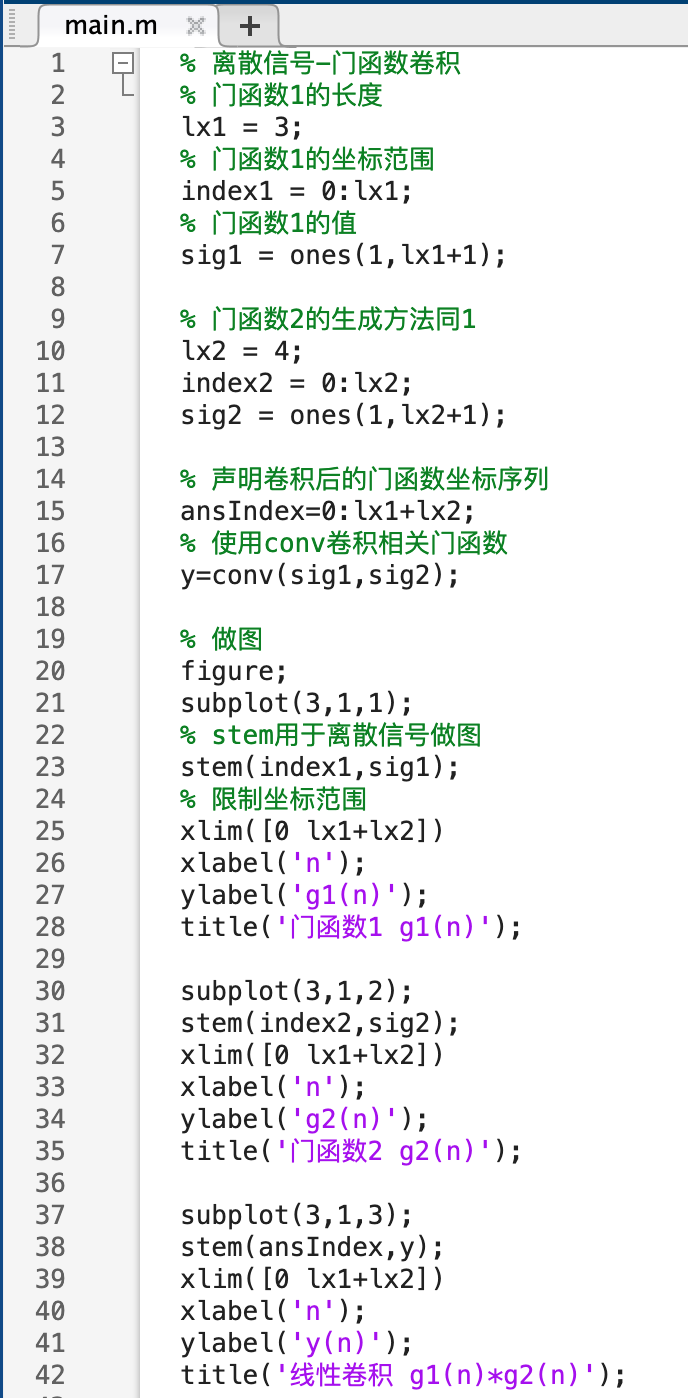 main.m
1 % 离散信号-门函数卷积
2 % 门函数1的长度
3 lx1 = 3;
4 % 门函数1的坐标范围
5 index1 = 0:lx1;
6 % 门函数1的值
7 sig1 = ones(1,lx1+1);
8
9 % 门函数2的生成方法同1
10 lx2 = 4;
11 index2 = 0:lx2;
12 sig2 = ones(1,lx2+1);
13
14 % 声明卷积后的门函数坐标序列
15 ansIndex=0:lx1+lx2;
16 % 使用conv卷积相关门函数
17 y=conv(sig1,sig2);
18
19 % 做图
20 figure;
21 subplot(3,1,1);
22 % stem用于离散信号做图
23 stem(index1,sig1);
24 % 限制坐标范围
25 xlim([0 lx1+lx2])
26 xlabel('n');
27 ylabel('g1(n)');
28 title('门函数1 g1(n)');
29
30 subplot(3,1,2);
31 stem(index2,sig2);
32 xlim([0 lx1+lx2])
33 xlabel('n');
34 ylabel('g2(n)');
35 title('门函数2 g2(n)');
36
37 subplot(3,1,3);
38 stem(ansIndex,y);
39 xlim([0 lx1+lx2])
40 xlabel('n');
41 ylabel('y(n)');
42 title('线性卷积 g1(n)*g2(n)');